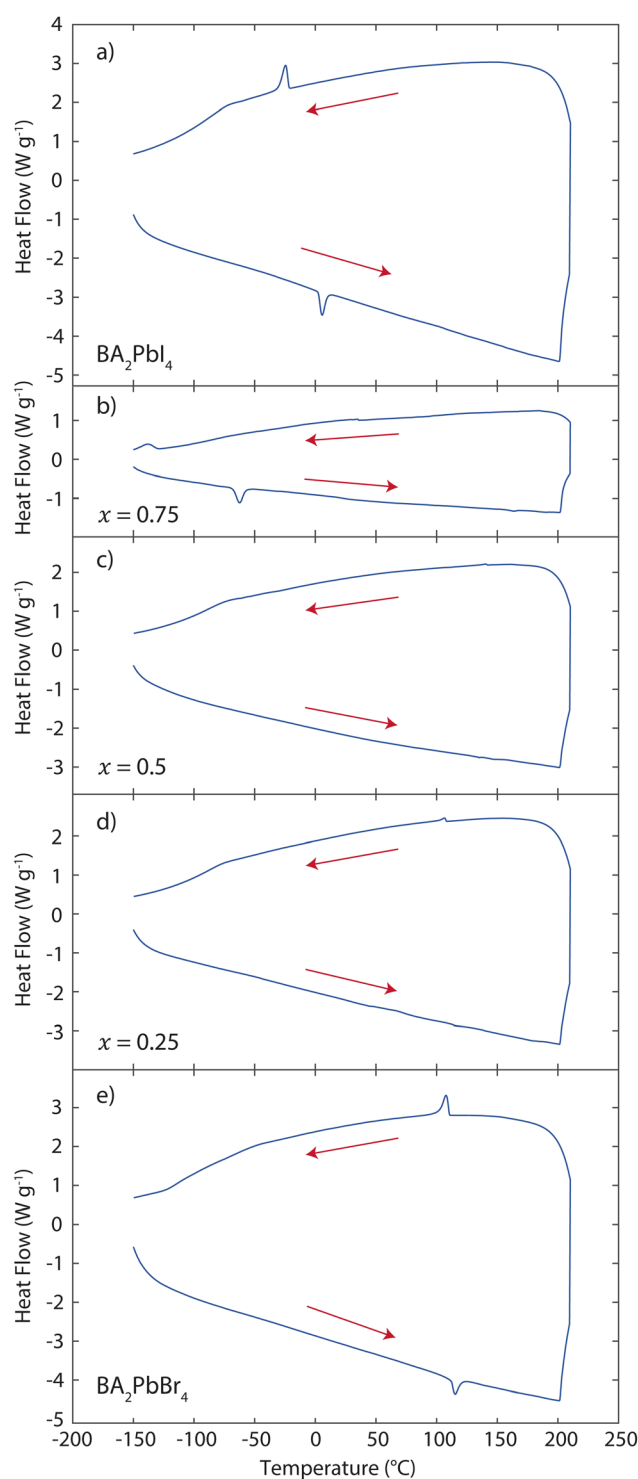 a)
4
3
2
1
0
-1
-2
-3
-4
-5
Heat Flow (W g⁻¹)
BA₂PbI₄
b)
1
0
-1
Heat Flow (W g⁻¹)
x = 0.75
c)
2
1
0
-1
-2
-3
Heat Flow (W g⁻¹)
x = 0.5
d)
2
1
0
-1
-2
-3
Heat Flow (W g⁻¹)
x = 0.25
e)
3
2
1
0
-1
-2
-3
-4
-5
Heat Flow (W g⁻¹)
BA₂PbBr₄
-200 -150 -100 -50 0 50 100 150 200 250
Temperature (°C)